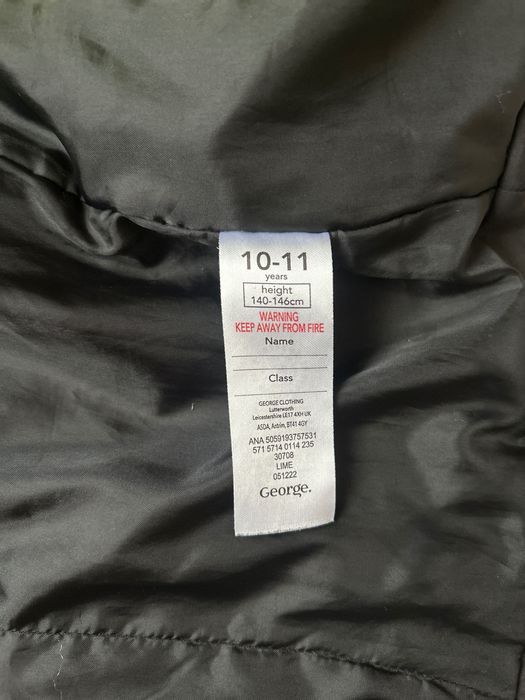 10-11
years
height
140-146cm
WARNING
KEEP AWAY FROM FIRE
Name
Class
GEORGE CLOTHING
Lutterworth
Leicestershire LE17 4XH UK
ASDA, Antrim, BT41 4GY
ANA 5059193757531
571 5714 0114 235
30708
LIME
051222
George.